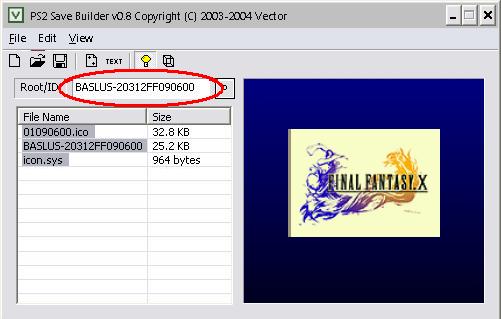 PS2 Save Builder v0.8 Copyright (C) 2003-2004 Vector
File Edit View
TEXT
Root/ID: BASLUS-20312FF090600
File Name Size
01090600.ico 32.8 KB
BASLUS-20312FF090600 25.2 KB
icon.sys 964 bytes
FINAL FANTASY X